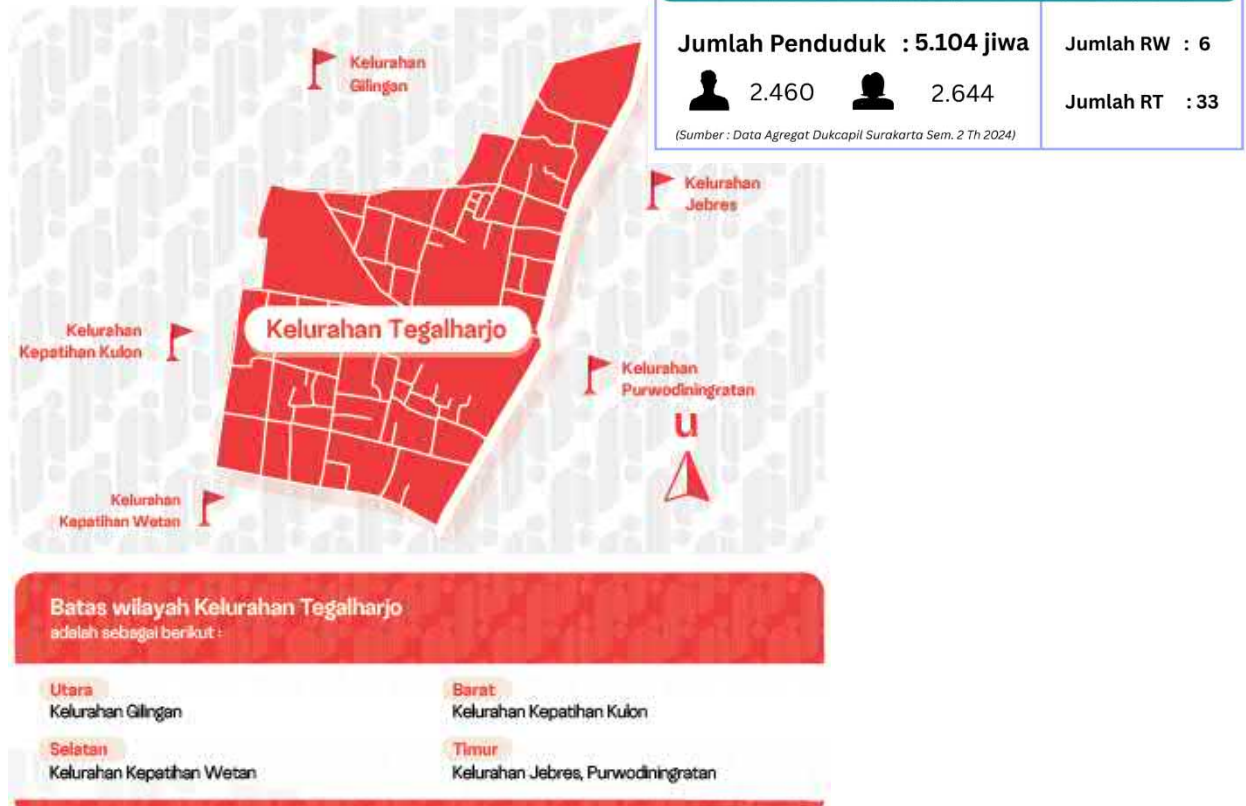 Jumlah Penduduk : 5.104 jiwa
2.460
2.644
(Sumber : Data Agregat Dukcapil Surakarta Sem. 2 Th 2024)
Jumlah RW : 6
Jumlah RT : 33
Kelurahan
Gilingan
Kelurahan
Jebres
Kelurahan Tegalharjo
Kelurahan
Kepatihan Kulon
Kelurahan
Purwodiningratan
u
Kelurahan
Kepatihan Wetan
Batas wilayah Kelurahan Tegalharjo
adalah sebagai berikut :
Utara
Kelurahan Gilingan
Barat
Kelurahan Kepatihan Kulon
Selatan
Kelurahan Kepatihan Wetan
Timur
Kelurahan Jebres, Purwodiningratan